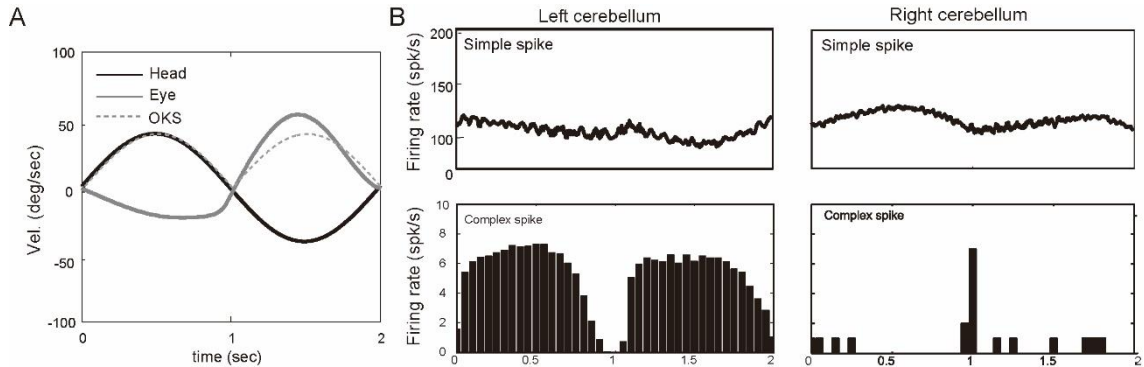 A
100
50
0
-50
-100
Vel. (deg/sec)
Head
Eye
OKS
0
1
2
time (sec)
B
Left cerebellum
Right cerebellum
200
150
100
0
Firing rate (spk/s)
Simple spike
Simple spike
10
8
6
4
2
0
Firing rate (spk/s)
Complex spike
0
0.5
1
1.5
2
Complex spike
0.5
1
1.5
2